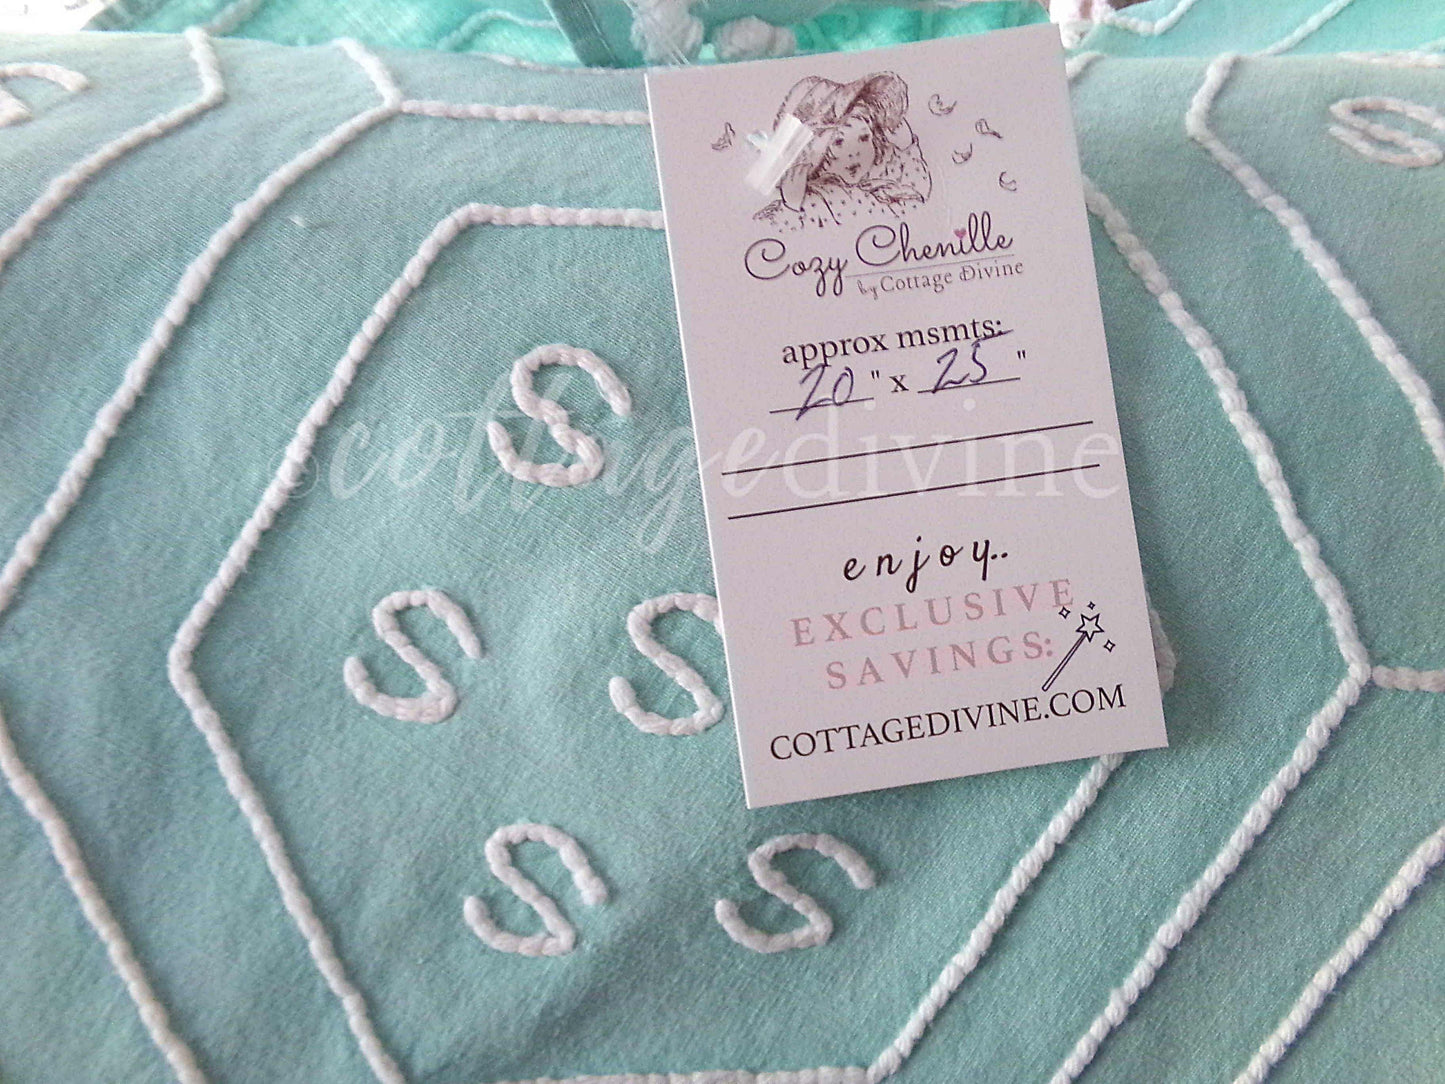 Cozy Chenille
by Cottage Divine
approx msmts:
20 " x 25 "
enjoy..
EXCLUSIVE
SAVINGS:
COTTAGEDIVINE.COM
©cottagedivine
S
S S
S S